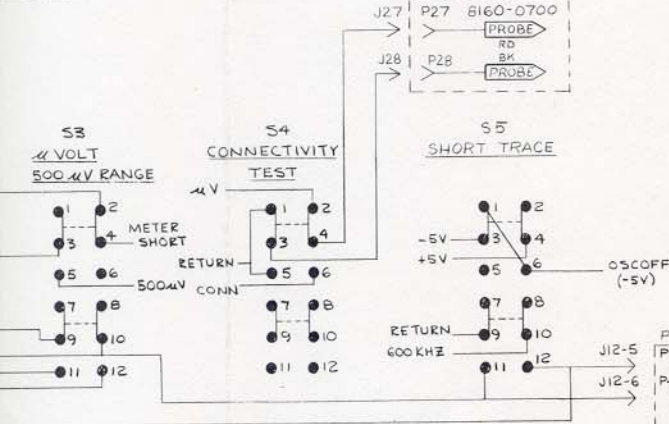 J27 P27 8160-0700
PROBE
RD
BK
J28 P28 PROBE
S3
μ VOLT
500 μV RANGE
S4
CONNECTIVITY
TEST
S5
SHORT TRACE
μV
1 2
3 4
METER
SHORT
5 6
500μV
7 8
9 10
11 12
1 2
3 4
RETURN
5 6
CONN
7 8
9 10
11 12
1 2
-5V 3 4
+5V
5 6
OSCOFF
(-5V)
7 8
RETURN 9 10
600KHZ
11 12
J12-5
J12-6